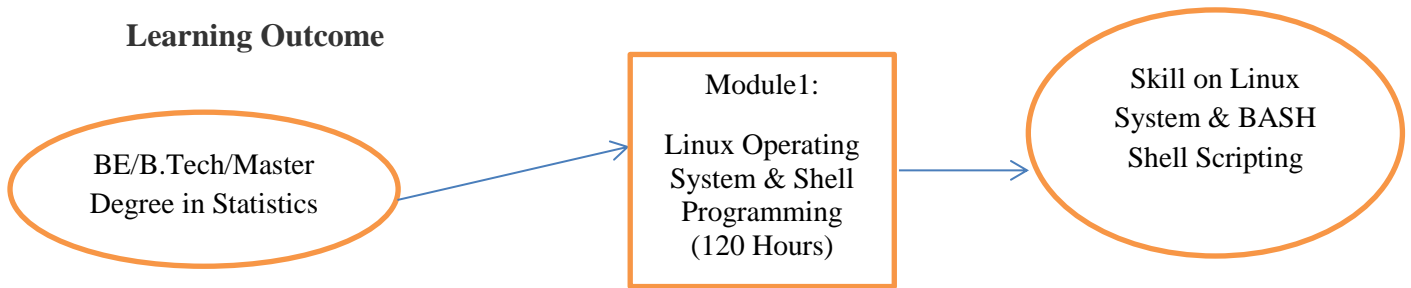 Learning Outcome
BE/B.Tech/Master
Degree in Statistics
Module1:
Linux Operating
System & Shell
Programming
(120 Hours)
Skill on Linux
System & BASH
Shell Scripting